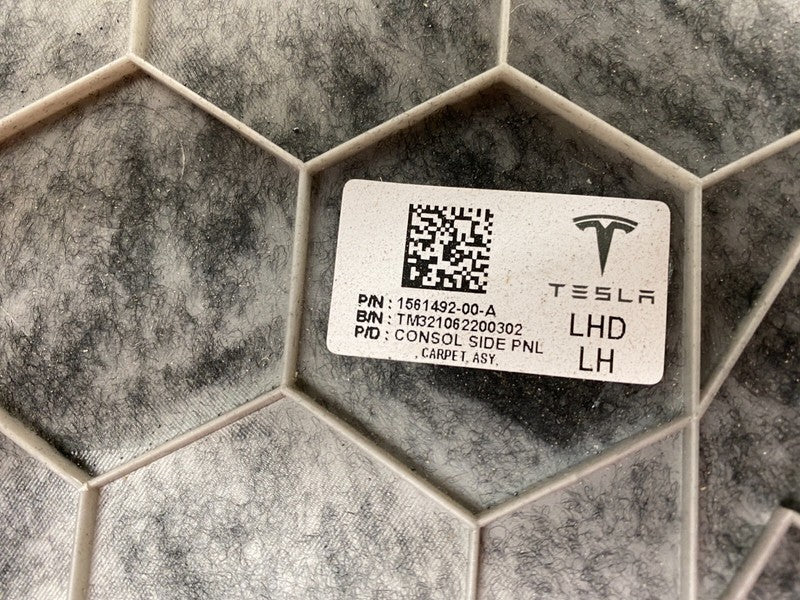 P/N : 1561492-00-A
B/N : TM321062200302
P/D : CONSOL SIDE PNL
, CARPET, ASY,
TESLA
LHD
LH